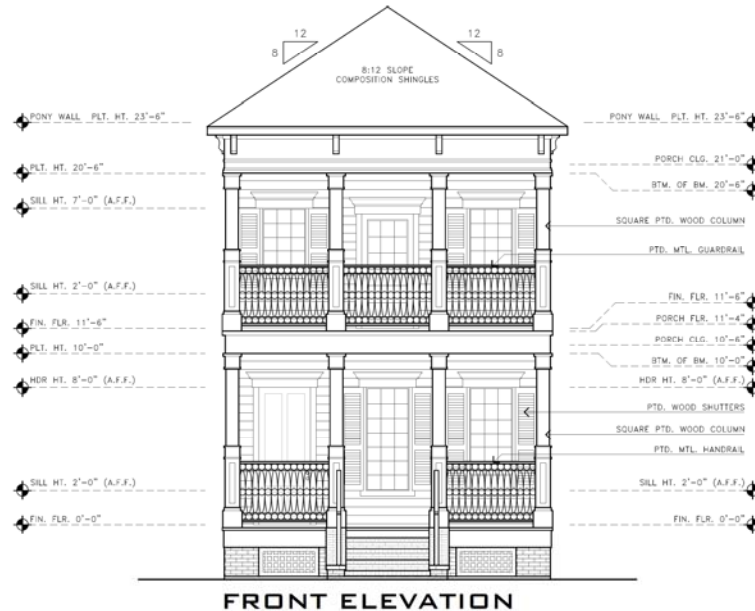 12
12
8
8
8:12 SLOPE
COMPOSITION SHINGLES
PONY WALL PLT. HT. 23'-6"
PLT. HT. 20'-6"
SILL HT. 7'-0" (A.F.F.)
SILL HT. 2'-0" (A.F.F.)
FIN. FLR. 11'-6"
PLT HT. 10'-0"
HDR HT. 8'-0" (A.F.F.)
SILL HT. 2'-0" (A.F.F.)
FIN. FLR. 0'-0"
PONY WALL PLT. HT. 23'-6"
PORCH CLG. 21'-0"
BTM. OF BM. 20'-6"
SQUARE PTD. WOOD COLUMN
PTD. MTL. GUARDRAIL
FIN. FLR. 11'-6"
PORCH FLR. 11'-4"
PORCH CLG. 10'-6"
BTM. OF BM. 10'-0"
HDR HT. 8'-0" (A.F.F.)
PTD. WOOD SHUTTERS
SQUARE PTD. WOOD COLUMN
PTD. MTL. HANDRAIL
SILL HT. 2'-0" (A.F.F.)
FIN. FLR. 0'-0"
FRONT ELEVATION